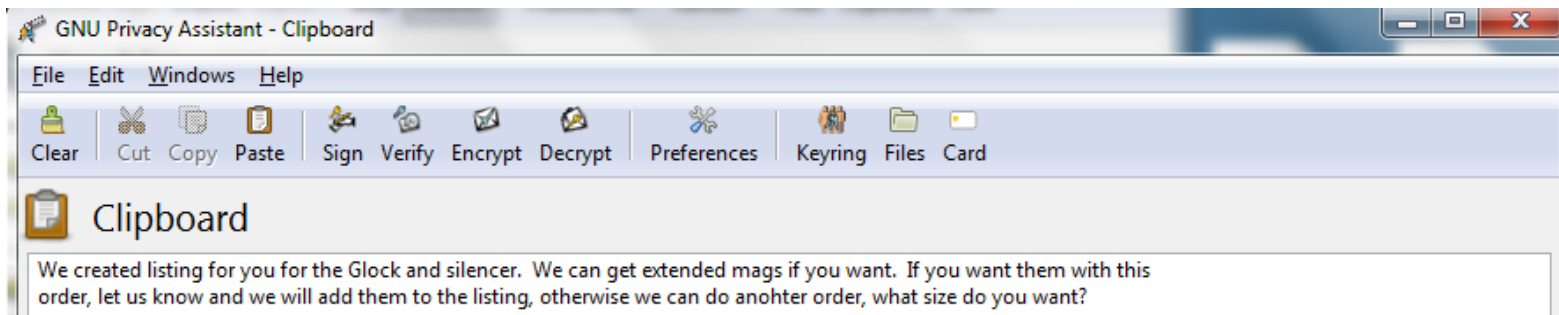 GNU Privacy Assistant - Clipboard
File Edit Windows Help
Clear Cut Copy Paste Sign Verify Encrypt Decrypt Preferences Keyring Files Card
Clipboard
We created listing for you for the Glock and silencer.  We can get extended mags if you want.  If you want them with this
order, let us know and we will add them to the listing, otherwise we can do anohter order, what size do you want?